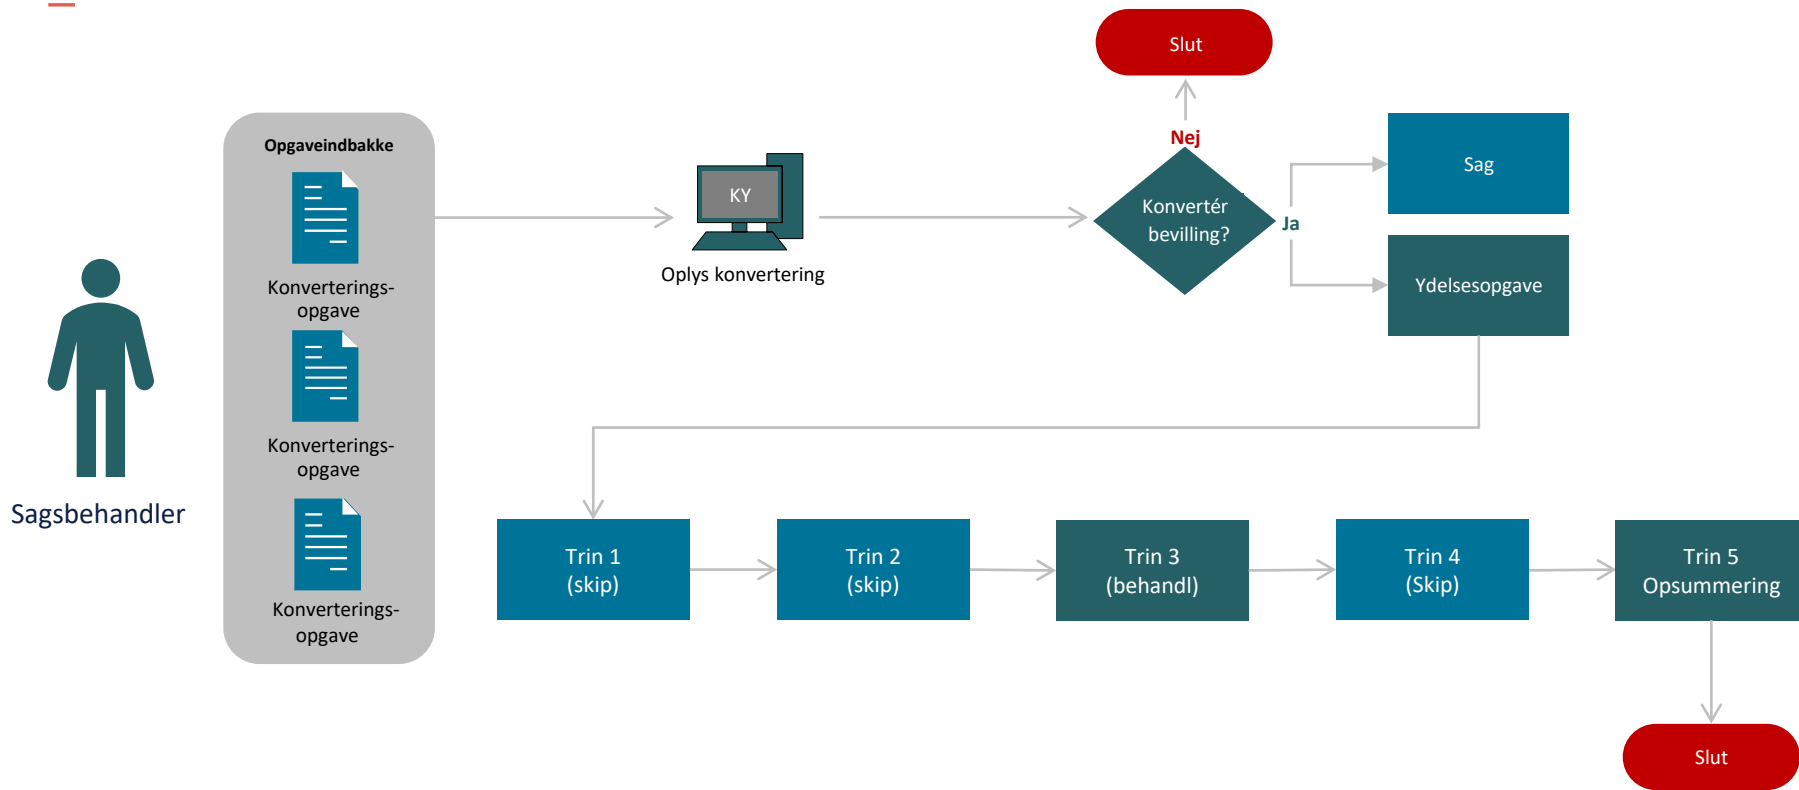 Slut
Opgaveindbakke
Nej
Sag
KY
Konvertér
bevilling?
Ja
Oplys konvertering
Ydelsesopgave
Konverterings-
opgave
Konverterings-
opgave
Sagsbehandler
Konverterings-
opgave
Trin 1
(skip)
Trin 2
(skip)
Trin 3
(behandl)
Trin 4
(Skip)
Trin 5
Opsummering
Slut